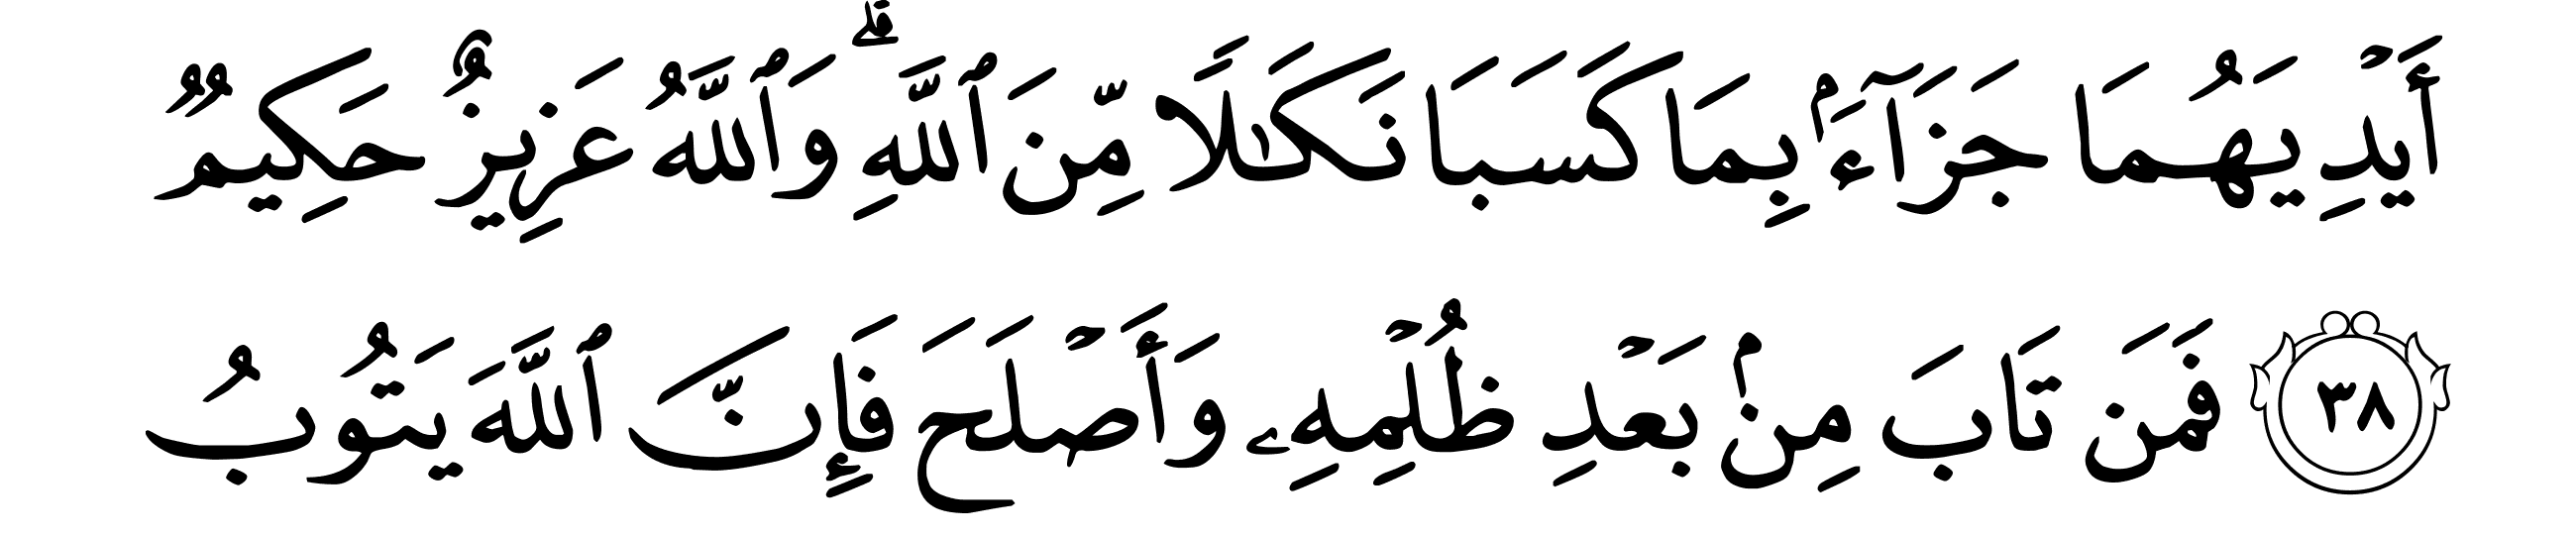 أَيۡدِيَهُمَا جَزَآءَۢ بِمَا كَسَبَا نَكَٰلٗا مِّنَ ٱللَّهِۗ وَٱللَّهُ عَزِيزٌ حَكِيمٞ
٣٨ فَمَن تَابَ مِنۢ بَعۡدِ ظُلۡمِهِۦ وَأَصۡلَحَ فَإِنَّ ٱللَّهَ يَتُوبُ